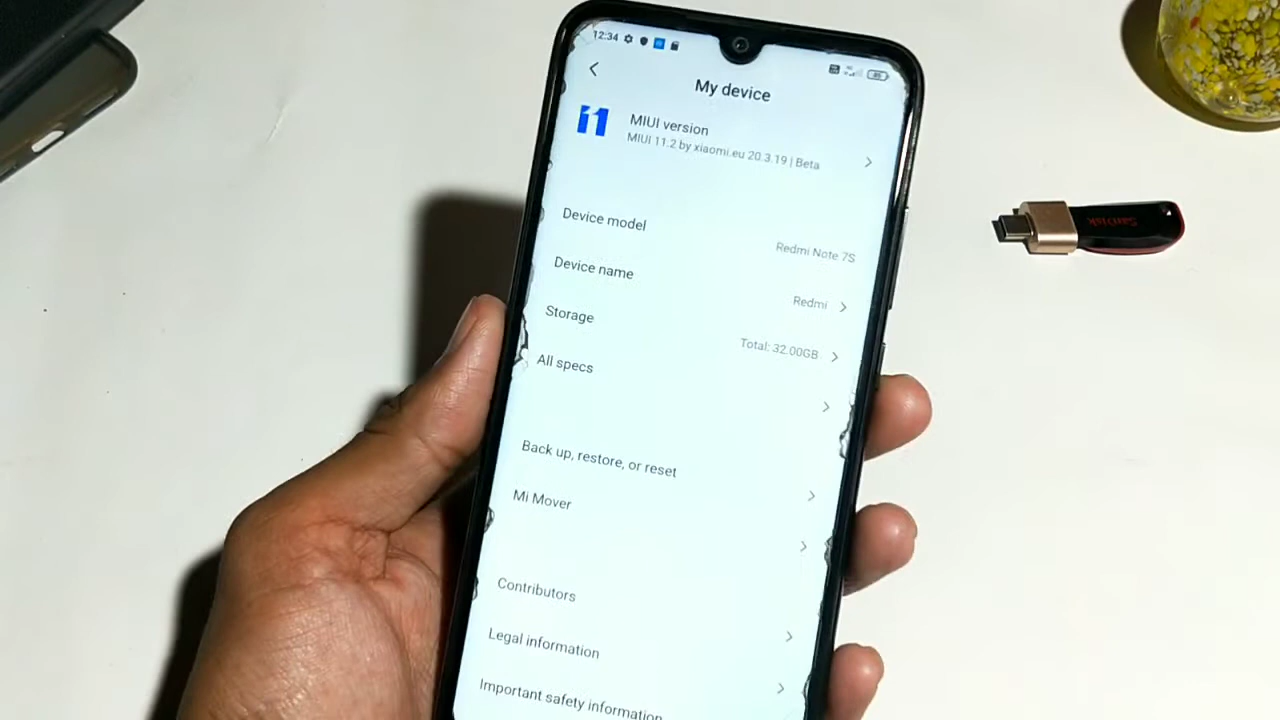 12:34
My device
11
MIUI version
MIUI 11.2 by xiaomi.eu 20.3.19 | Beta
Device model
Redmi Note 7S
Device name
Redmi
Storage
Total: 32.00GB
All specs
Back up, restore, or reset
Mi Mover
Contributors
Legal information
Important safety information
SanDisk